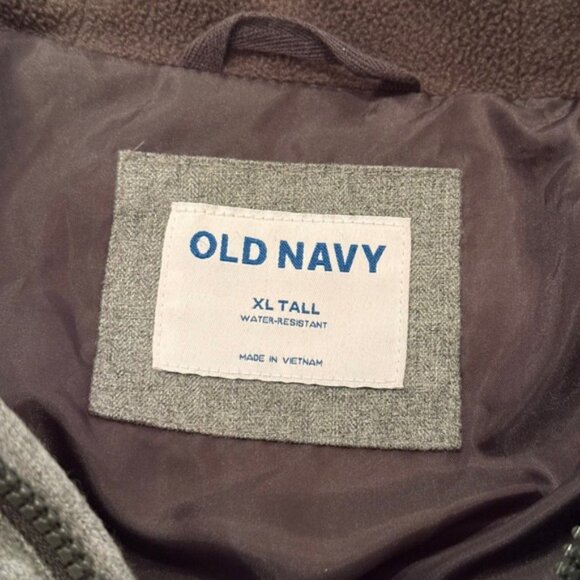 OLD NAVY
XL TALL
WATER-RESISTANT
MADE IN VIETNAM